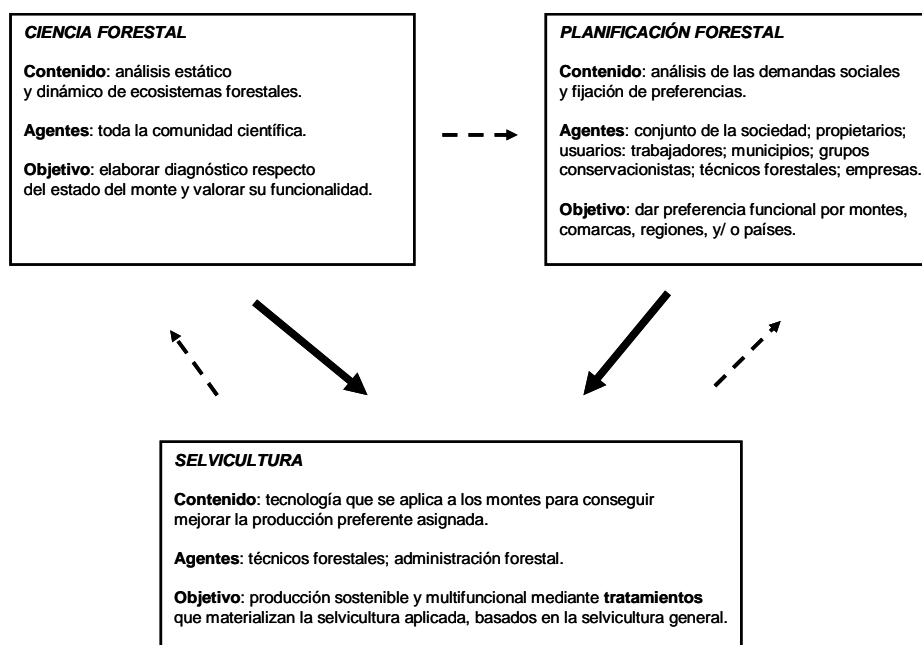 CIENCIA FORESTAL
Contenido: análisis estático
y dinámico de ecosistemas forestales.
Agentes: toda la comunidad científica.
Objetivo: elaborar diagnóstico respecto
del estado del monte y valorar su funcionalidad.
PLANIFICACIÓN FORESTAL
Contenido: análisis de las demandas sociales
y fijación de preferencias.
Agentes: conjunto de la sociedad; propietarios;
usuarios: trabajadores; municipios; grupos
conservacionistas; técnicos forestales; empresas.
Objetivo: dar preferencia funcional por montes,
comarcas, regiones, y/ o países.
SELVICULTURA
Contenido: tecnología que se aplica a los montes para conseguir
mejorar la producción preferente asignada.
Agentes: técnicos forestales; administración forestal.
Objetivo: producción sostenible y multifuncional mediante tratamientos
que materializan la selvicultura aplicada, basados en la selvicultura general.